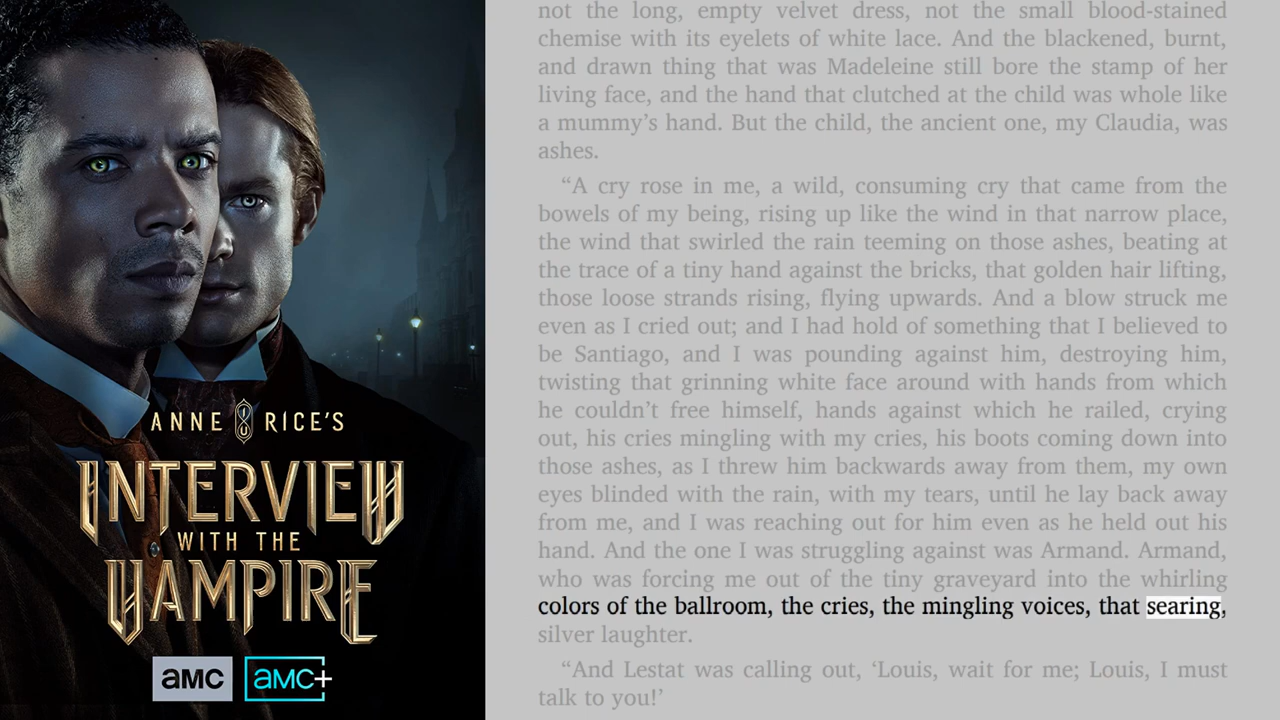 ANNE RICE'S
INTERVIEW
WITH THE
VAMPIRE
aMC
aMC+
not the long, empty velvet dress, not the small blood-stained
chemise with its eyelets of white lace. And the blackened, burnt,
and drawn thing that was Madeleine still bore the stamp of her
living face, and the hand that clutched at the child was whole like
a mummy’s hand. But the child, the ancient one, my Claudia, was
ashes.
“A cry rose in me, a wild, consuming cry that came from the
bowels of my being, rising up like the wind in that narrow place,
the wind that swirled the rain teeming on those ashes, beating at
the trace of a tiny hand against the bricks, that golden hair lifting,
those loose strands rising, flying upwards. And a blow struck me
even as I cried out; and I had hold of something that I believed to
be Santiago, and I was pounding against him, destroying him,
twisting that grinning white face around with hands from which
he couldn’t free himself, hands against which he railed, crying
out, his cries mingling with my cries, his boots coming down into
those ashes, as I threw him backwards away from them, my own
eyes blinded with the rain, with my tears, until he lay back away
from me, and I was reaching out for him even as he held out his
hand. And the one I was struggling against was Armand. Armand,
who was forcing me out of the tiny graveyard into the whirling
colors of the ballroom, the cries, the mingling voices, that searing,
silver laughter.
“And Lestat was calling out, ‘Louis, wait for me; Louis, I must
talk to you!’